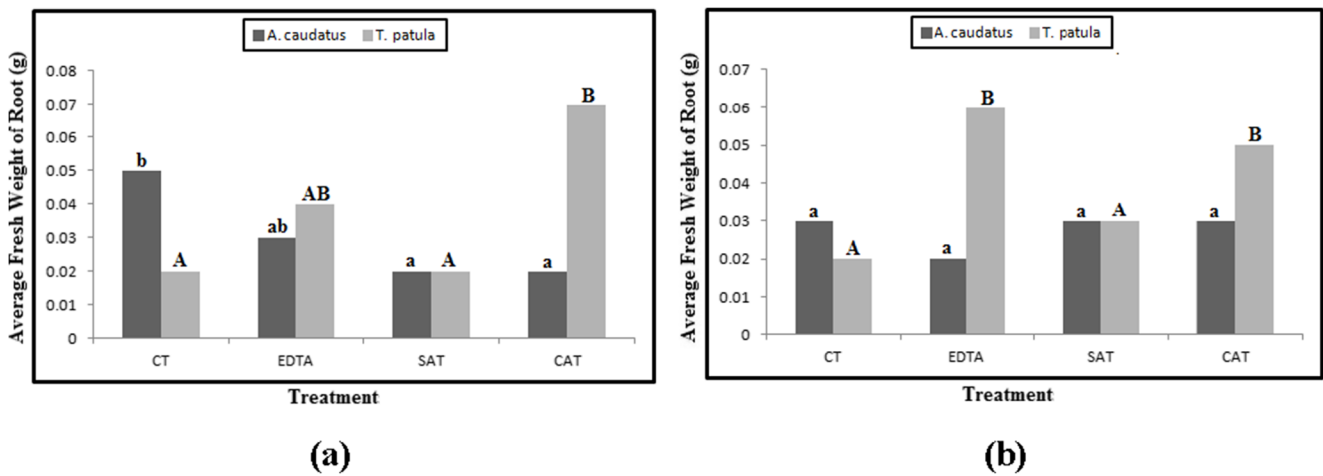 A. caudatus T. patula
Average Fresh Weight of Root (g)
0.08
0.07
0.06
0.05
0.04
0.03
0.02
0.01
0
b
A
ab
AB
a
A
a
B
CT EDTA SAT CAT
Treatment
(a)
A. caudatus T. patula
Average Fresh Weight of Root (g)
0.07
0.06
0.05
0.04
0.03
0.02
0.01
0
a
A
a
B
a
A
a
B
CT EDTA SAT CAT
Treatment
(b)